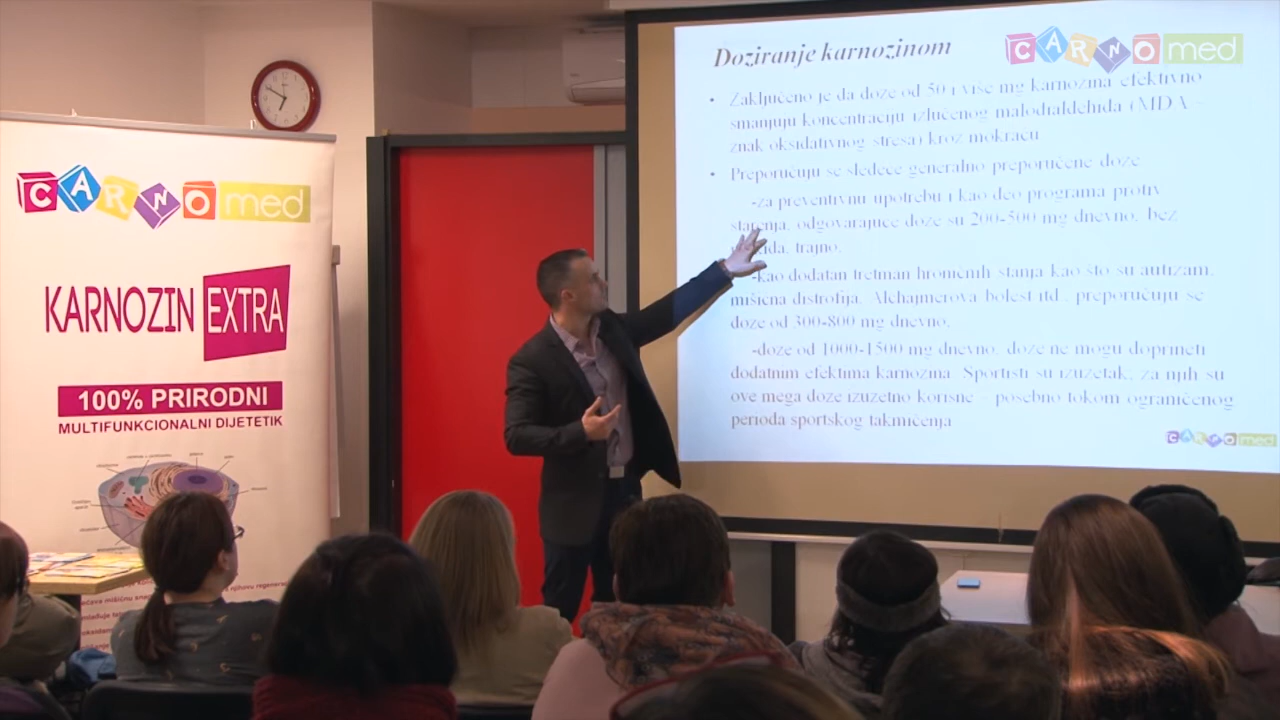 CARNOmed
KARNOZIN EXTRA
100% PRIRODNI
MULTIFUNKCIONALNI DIJETETIK
Doziranje karnozinom
CARNOmed
• Zaključeno je da doze od 50 i više mg karnozina efektivno
smanjuju koncentraciju izlučenog malodialdehida (MDA –
znak oksidativnog stresa) kroz mokraću
• Preporučuju se sledeće generalno preporučene doze:
-za preventivnu upotrebu i kao deo programa protiv
starenja, odgovarajuće doze su 200-500 mg dnevno, bez
trajno.
-kao dodatan tretman hroničnih stanja kao što su autizam,
mišićna distrofija, Alchajmerova bolest itd., preporučuju se
doze od 300-800 mg dnevno.
-doze od 1000-1500 mg dnevno, doze ne mogu doprineti
dodatnim efektima karnozina. Sportisti su izuzetak, za njih su
ove mega doze izuzetno korisne – posebno tokom ograničenog
perioda sportskog takmičenja
CARNOmed